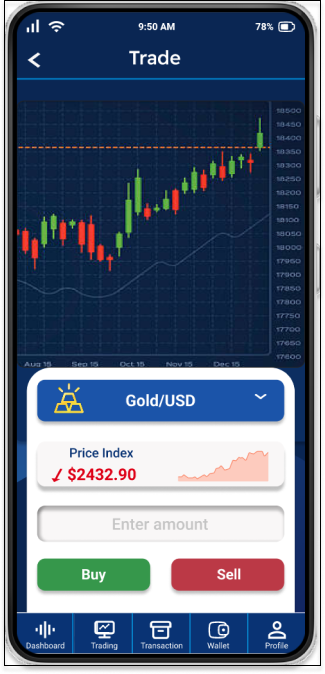 9:50 AM
78%
Trade
18500
18450
18400
18350
18300
18250
18200
18150
18100
18050
18000
17950
17900
17850
17800
17750
17700
17650
17600
Aug 15 Sep 15 Oct 15 Nov 15 Dec 15
Gold/USD
Price Index
$2432.90
Enter amount
Buy Sell
Dashboard Trading Transaction Wallet Profile